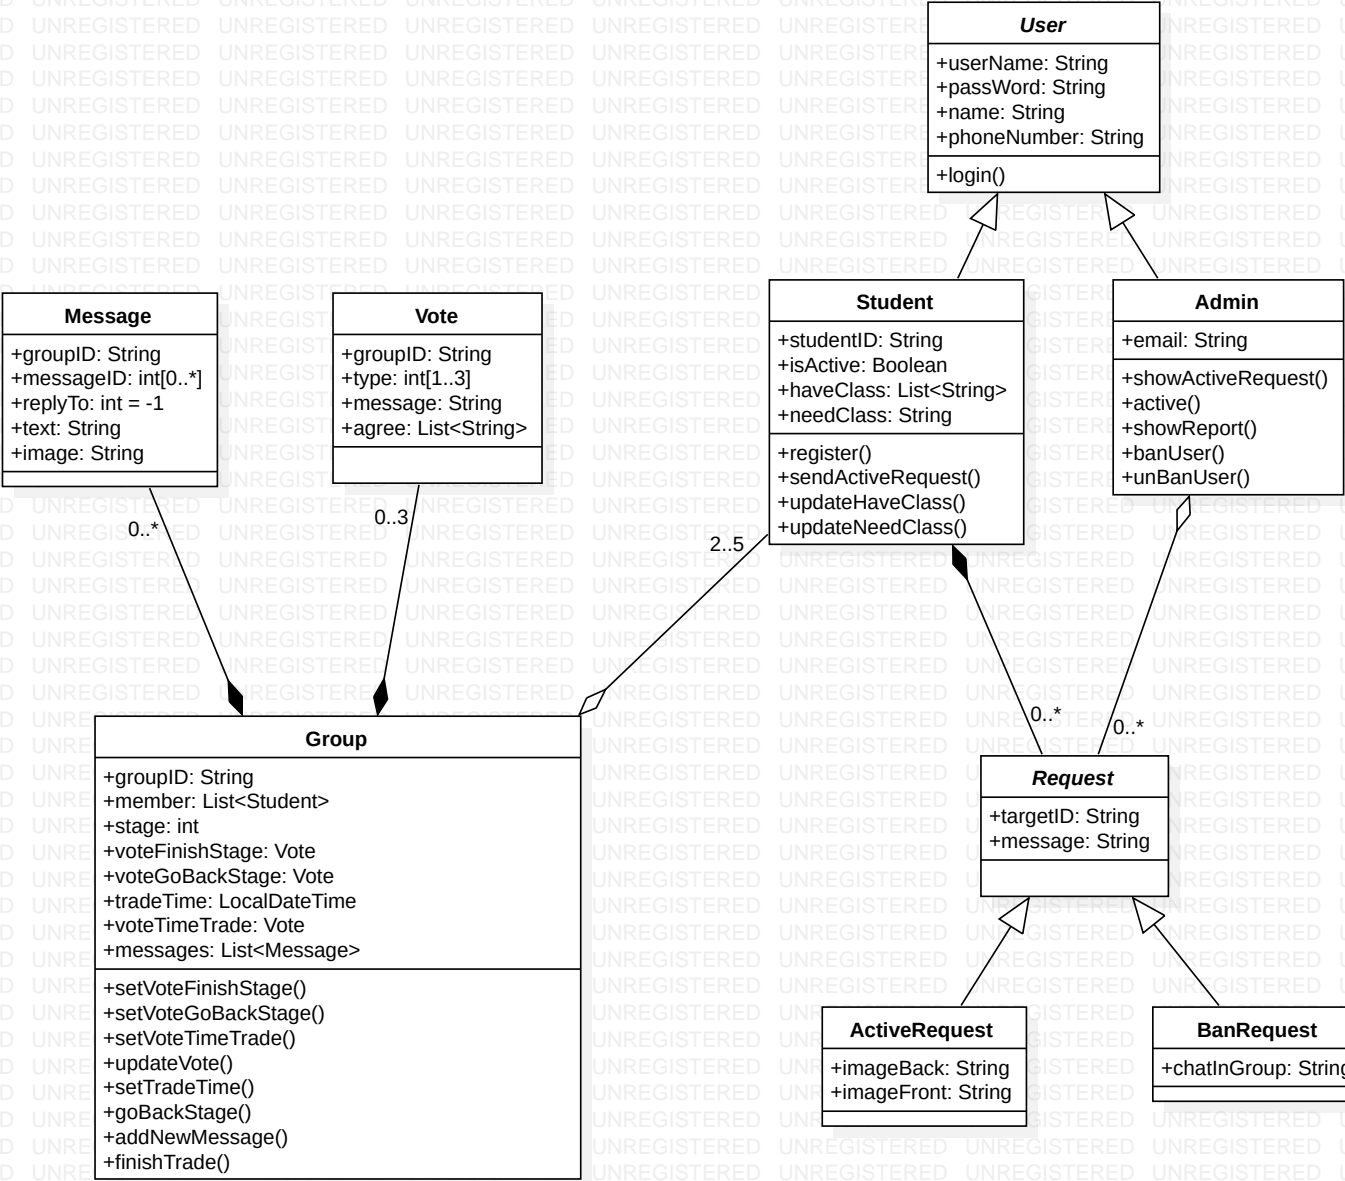 User
+userName: String
+passWord: String
+name: String
+phoneNumber: String
+login()
Message
+groupID: String
+messageID: int[0..*]
+replyTo: int = -1
+text: String
+image: String
Vote
+groupID: String
+type: int[1..3]
+message: String
+agree: List<String>
Student
+studentID: String
+isActive: Boolean
+haveClass: List<String>
+needClass: String
+register()
+sendActiveRequest()
+updateHaveClass()
+updateNeedClass()
Admin
+email: String
+showActiveRequest()
+active()
+showReport()
+banUser()
+unBanUser()
0..*
0..3
2..5
0..*
0..*
Group
+groupID: String
+member: List<Student>
+stage: int
+voteFinishStage: Vote
+voteGoBackStage: Vote
+tradeTime: LocalDateTime
+voteTimeTrade: Vote
+messages: List<Message>
+setVoteFinishStage()
+setVoteGoBackStage()
+setVoteTimeTrade()
+updateVote()
+setTradeTime()
+goBackStage()
+addNewMessage()
+finishTrade()
Request
+targetID: String
+message: String
ActiveRequest
+imageBack: String
+imageFront: String
BanRequest
+chatInGroup: String
UNREGISTERED